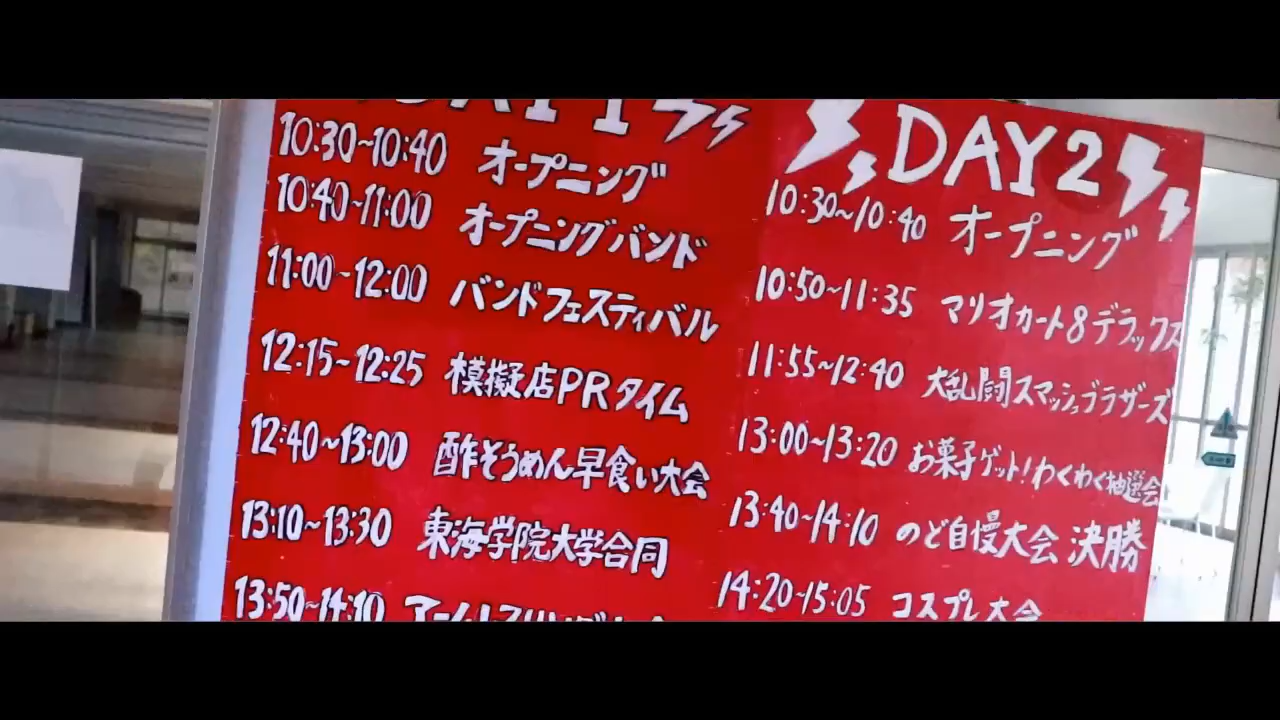 DAY 1
10:30~10:40 オープニング
10:40~11:00 オープニングバンド
11:00~12:00 バンドフェスティバル
12:15~12:25 模擬店PRタイム
12:40~13:00 酢そうめん早食い大会
13:10~13:30 東海学院大学合同
13:50~14:10
DAY2
10:30~10:40 オープニング
10:50~11:35 マリオカート8デラックス
11:55~12:40 大乱闘スマッシュブラザーズ
13:00~13:20 お菓子ゲット!わくわく抽選会
13:40~14:10 のど自慢大会 決勝
14:20~15:05 コスプレ大会